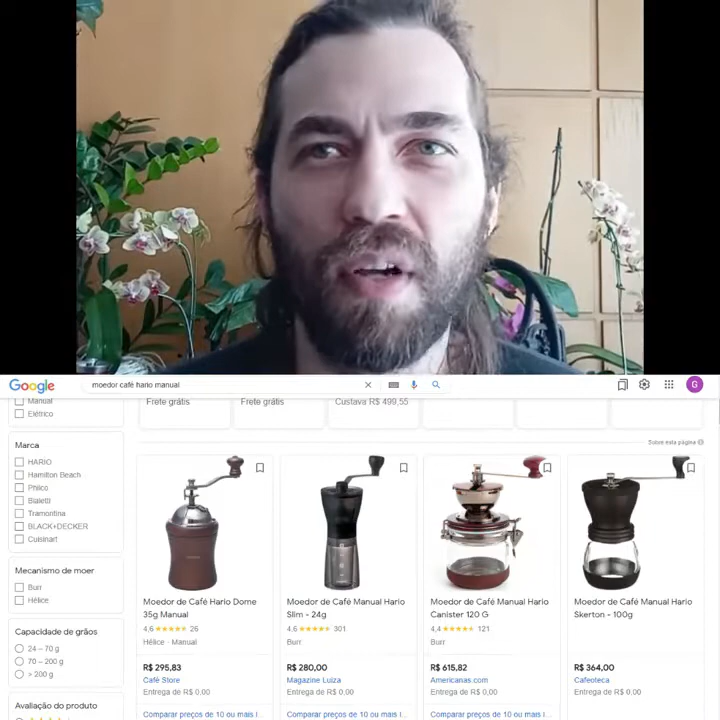 Google
moedor café hario manual
G
Manual
Elétrico
Frete grátis
Frete grátis
Custava R$ 499,55
Sobre esta página
Marca
HARIO
Hamilton Beach
Philco
Bialetti
Tramontina
BLACK+DECKER
Cuisinart
Mecanismo de moer
Burr
Hélice
Capacidade de grãos
24 – 70 g
70 – 200 g
> 200 g
Avaliação do produto
Moedor de Café Hario Dome
35g Manual
4,6 ★★★★★ 26
Hélice · Manual
R$ 295,83
Café Store
Entrega de R$ 0,00
Comparar preços de 10 ou mais l...
Moedor de Café Manual Hario
Slim - 24g
4,6 ★★★★★ 301
Burr
R$ 280,00
Magazine Luiza
Entrega de R$ 0,00
Comparar preços de 10 ou mais l...
Moedor de Café Manual Hario
Canister 120 G
4,4 ★★★★★ 121
Burr
R$ 615,82
Americanas.com
Entrega de R$ 0,00
Comparar preços de 10 ou mais l...
Moedor de Café Manual Hario
Skerton - 100g
R$ 364,00
Cafeoteca
Entrega de R$ 0,00